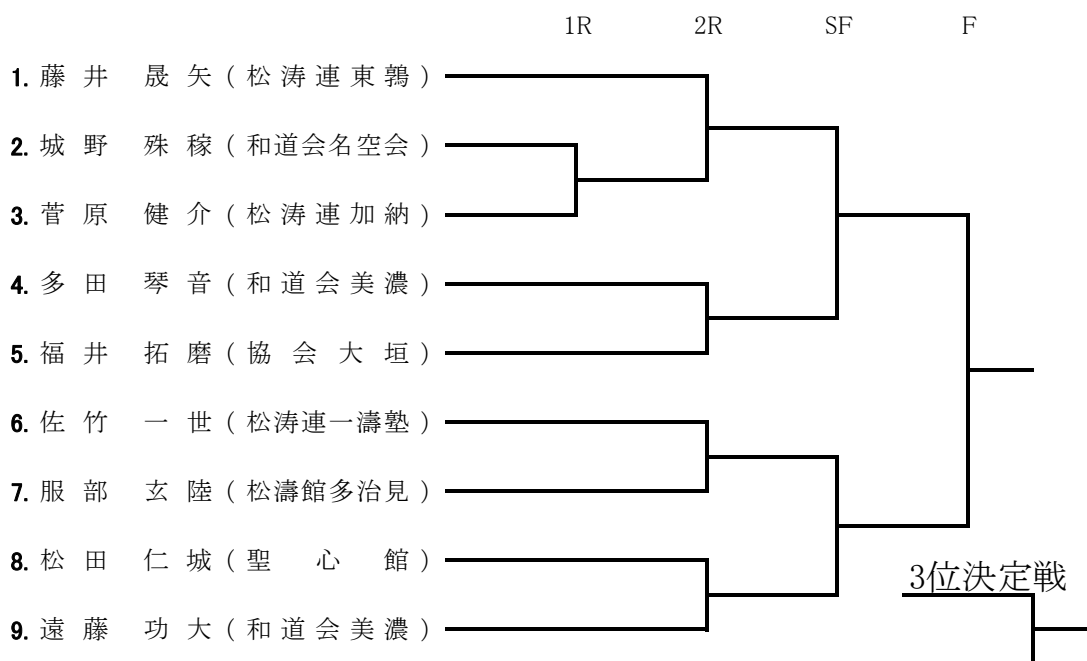 1R 2R SF F
1. 藤井 晟矢(松涛連東鶉)
2. 城野 殊稼(和道会名空会)
3. 菅原 健介(松涛連加納)
4. 多田 琴音(和道会美濃)
5. 福井 拓磨(協会大垣)
6. 佐竹 一世(松涛連一濤塾)
7. 服部 玄陸(松濤館多治見)
8. 松田 仁城(聖心館)
9. 遠藤 功大(和道会美濃)
3位決定戦